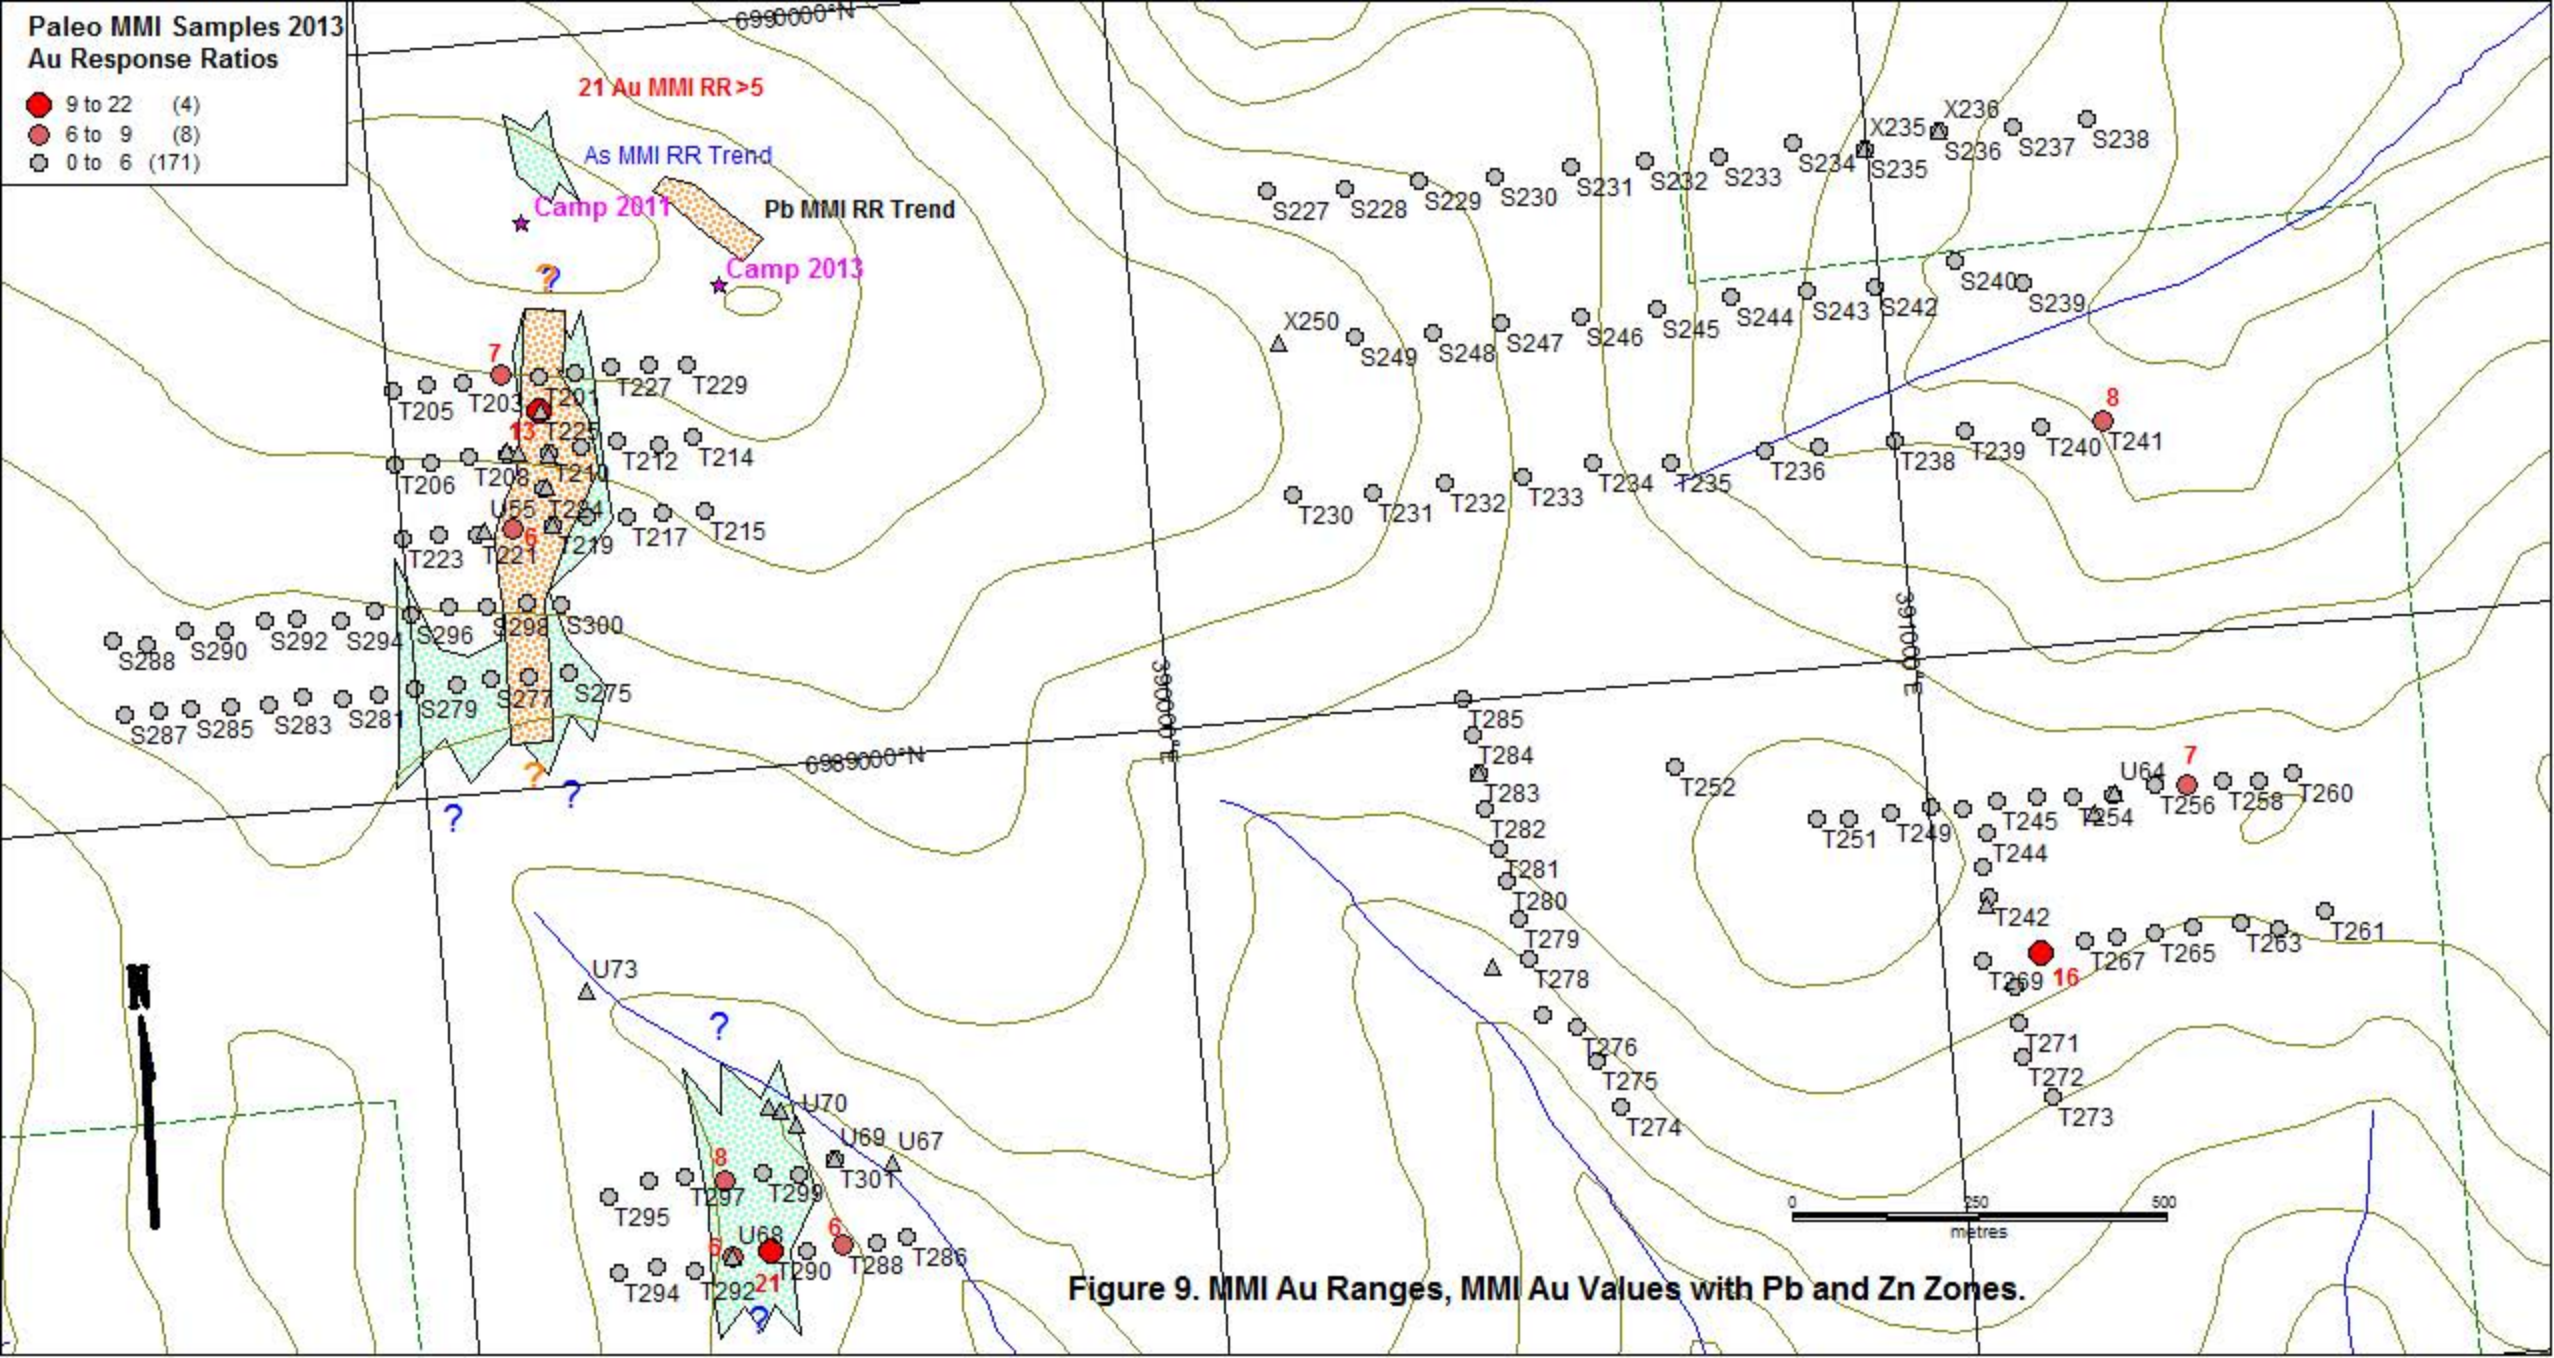 Paleo MMI Samples 2013
Au Response Ratios
9 to 22 (4)
6 to 9 (8)
0 to 6 (171)
6990000°N
21 Au MMI RR >5
As MMI RR Trend
Pb MMI RR Trend
Camp 2011
Camp 2013
?
?
X235
X236
S227
S228
S229
S230
S231
S232
S233
S234
S235
S236
S237
S238
X250
S249
S248
S247
S246
S245
S244
S243
S242
S240
S239
7
T205
T203
T201
T227
T229
13
T225
T206
T208
T210
T212
T214
U55
T224
6
T223
T221
T219
T217
T215
8
T230
T231
T232
T233
T234
T235
T236
T238
T239
T240
T241
S288
S290
S292
S294
S296
S298
S300
S287
S285
S283
S281
S279
S277
S275
390000°E
391000°E
6989000°N
?
?
?
T285
T284
T283
T282
T281
T280
T279
T278
T276
T275
T274
T252
T251
T249
T245
T254
U64
7
T256
T258
T260
T244
T242
T269
16
T267
T265
T263
T261
T271
T272
T273
N
U73
?
U70
U69
U67
8
T295
T297
T299
T301
6
U68
6
T294
T292
21
T290
T288
T286
?
0 250 500
metres
Figure 9. MMI Au Ranges, MMI Au Values with Pb and Zn Zones.